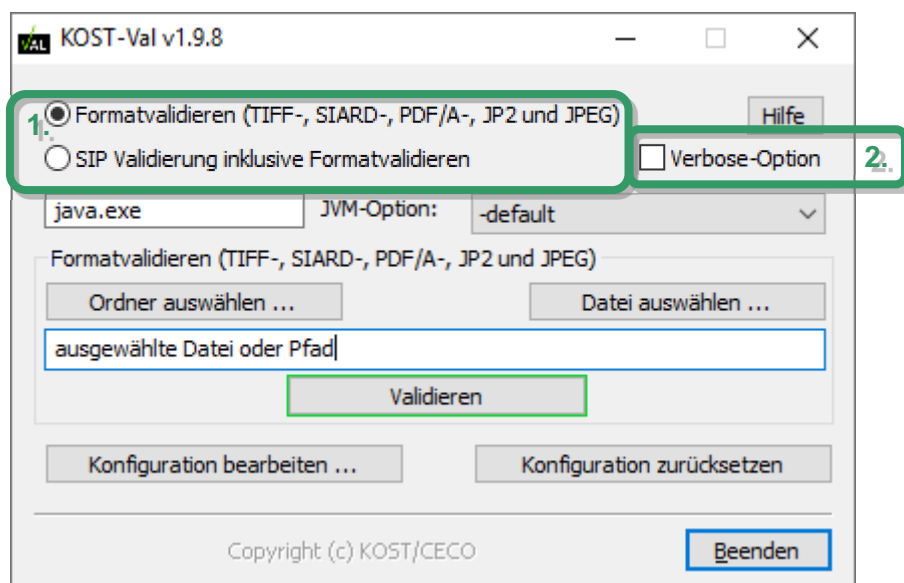 VAL KOST-Val v1.9.8
1. Formatvalidieren (TIFF-, SIARD-, PDF/A-, JP2 und JPEG) Hilfe
SIP Validierung inklusive Formatvalidieren Verbose-Option 2.
java.exe JVM-Option: -default
Formatvalidieren (TIFF-, SIARD-, PDF/A-, JP2 und JPEG)
Ordner auswählen ... Datei auswählen ...
ausgewählte Datei oder Pfad
Validieren
Konfiguration bearbeiten ... Konfiguration zurücksetzen
Copyright (c) KOST/CECO Beenden